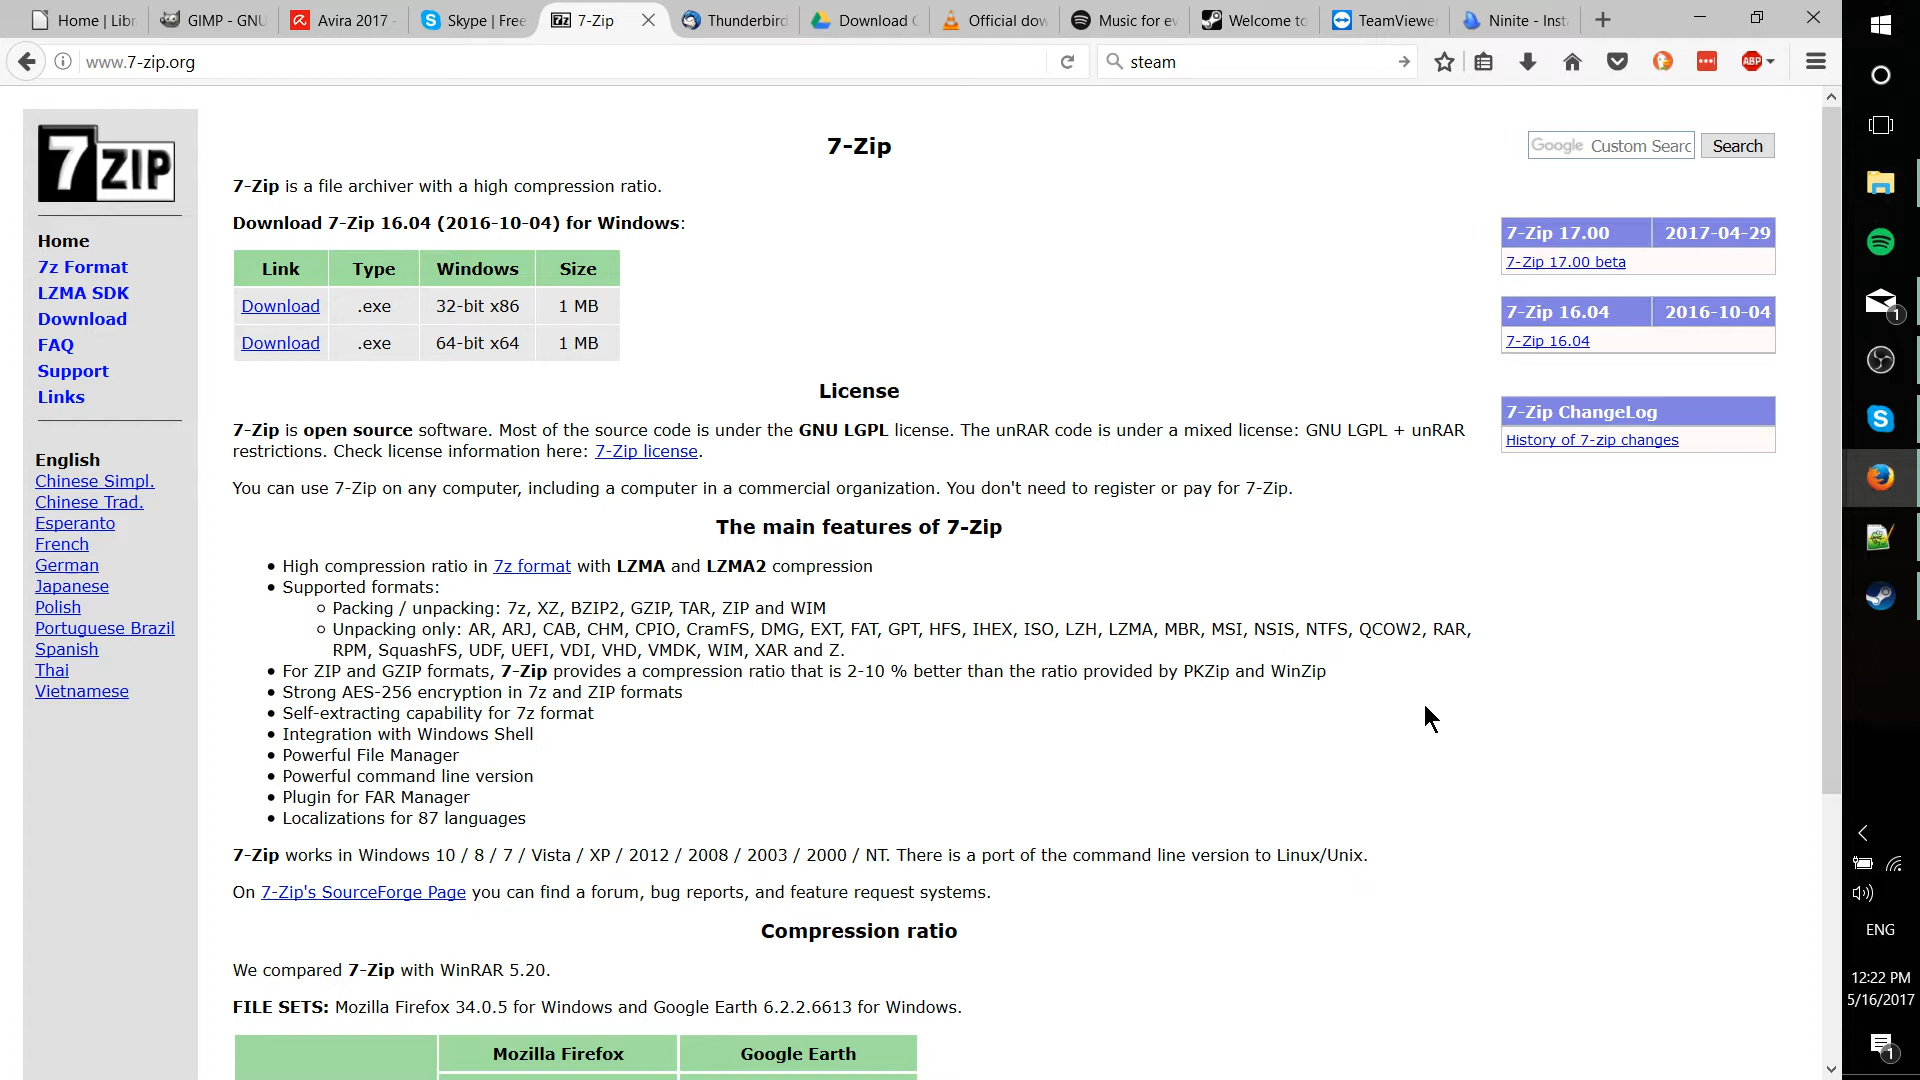 Home | Libr
GIMP - GNU
Avira 2017 -
Skype | Free
7z 7-Zip
Thunderbird
Download G
Official dow
Music for ev
Welcome to
TeamViewer
Ninite - Inst
www.7-zip.org
steam
ABP
7ZIP
Home
7z Format
LZMA SDK
Download
FAQ
Support
Links
English
Chinese Simpl.
Chinese Trad.
Esperanto
French
German
Japanese
Polish
Portuguese Brazil
Spanish
Thai
Vietnamese
7-Zip
7-Zip is a file archiver with a high compression ratio.
Download 7-Zip 16.04 (2016-10-04) for Windows:
Link Type Windows Size
Download .exe 32-bit x86 1 MB
Download .exe 64-bit x64 1 MB
License
7-Zip is open source software. Most of the source code is under the GNU LGPL license. The unRAR code is under a mixed license: GNU LGPL + unRAR
restrictions. Check license information here: 7-Zip license.
You can use 7-Zip on any computer, including a computer in a commercial organization. You don't need to register or pay for 7-Zip.
The main features of 7-Zip
• High compression ratio in 7z format with LZMA and LZMA2 compression
• Supported formats:
○ Packing / unpacking: 7z, XZ, BZIP2, GZIP, TAR, ZIP and WIM
○ Unpacking only: AR, ARJ, CAB, CHM, CPIO, CramFS, DMG, EXT, FAT, GPT, HFS, IHEX, ISO, LZH, LZMA, MBR, MSI, NSIS, NTFS, QCOW2, RAR,
RPM, SquashFS, UDF, UEFI, VDI, VHD, VMDK, WIM, XAR and Z.
• For ZIP and GZIP formats, 7-Zip provides a compression ratio that is 2-10 % better than the ratio provided by PKZip and WinZip
• Strong AES-256 encryption in 7z and ZIP formats
• Self-extracting capability for 7z format
• Integration with Windows Shell
• Powerful File Manager
• Powerful command line version
• Plugin for FAR Manager
• Localizations for 87 languages
7-Zip works in Windows 10 / 8 / 7 / Vista / XP / 2012 / 2008 / 2003 / 2000 / NT. There is a port of the command line version to Linux/Unix.
On 7-Zip's SourceForge Page you can find a forum, bug reports, and feature request systems.
Compression ratio
We compared 7-Zip with WinRAR 5.20.
FILE SETS: Mozilla Firefox 34.0.5 for Windows and Google Earth 6.2.2.6613 for Windows.
Mozilla Firefox Google Earth
Google Custom Searc Search
7-Zip 17.00 2017-04-29
7-Zip 17.00 beta
7-Zip 16.04 2016-10-04
7-Zip 16.04
7-Zip ChangeLog
History of 7-zip changes
1
ENG
12:22 PM
5/16/2017
1